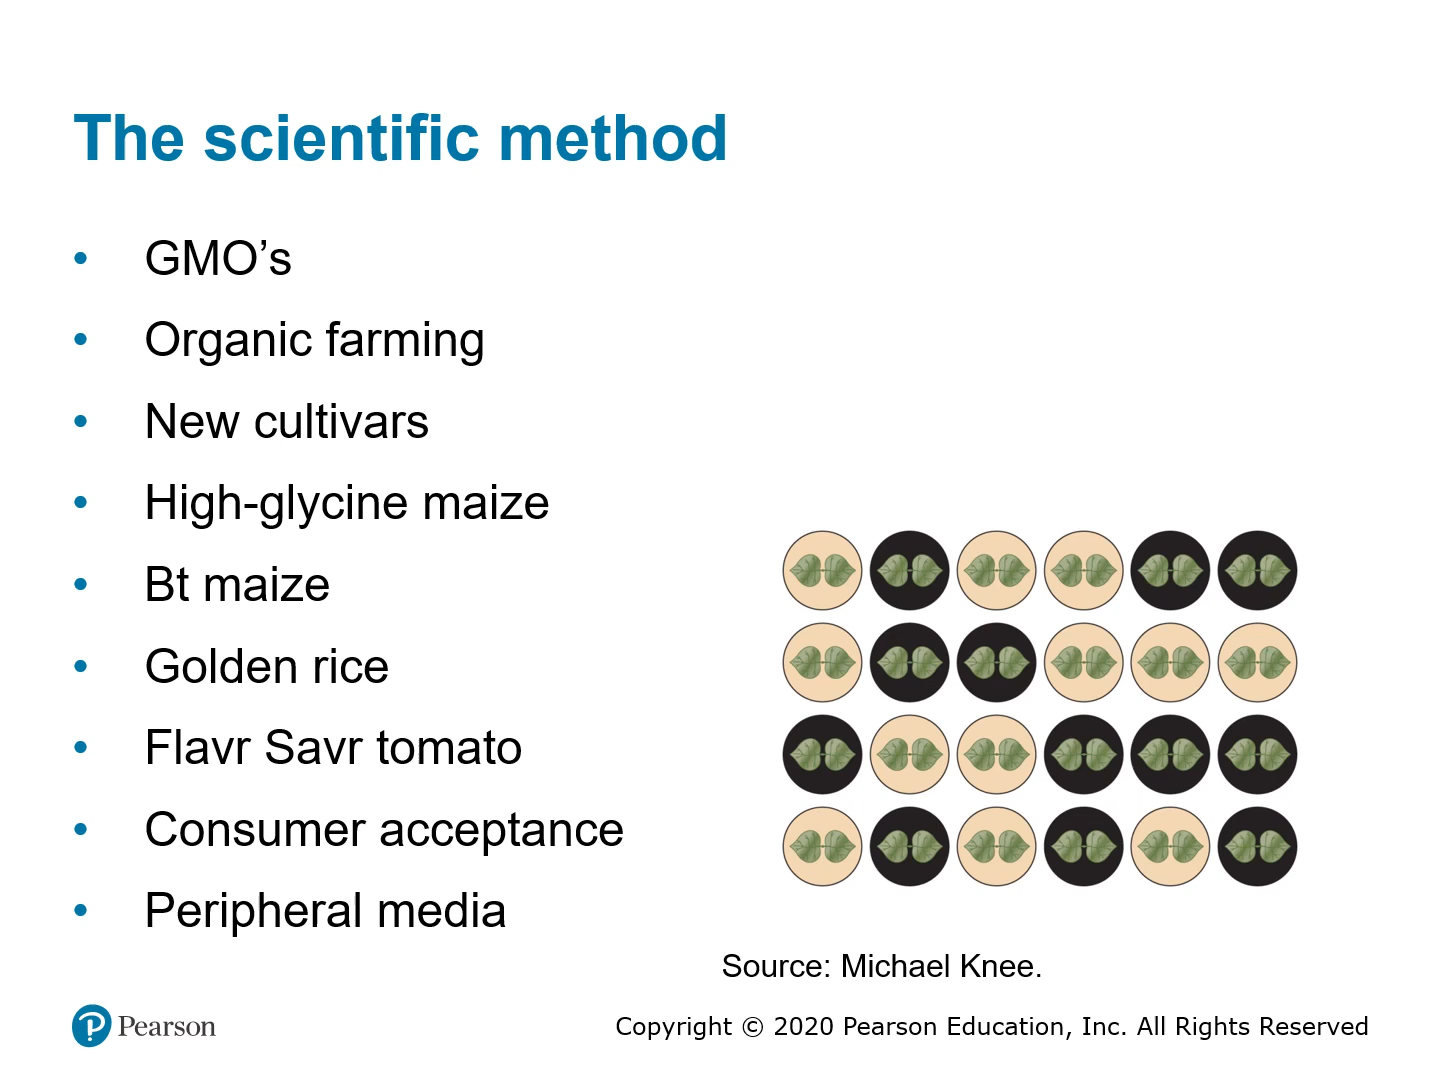 The scientific method
• GMO’s
• Organic farming
• New cultivars
• High-glycine maize
• Bt maize
• Golden rice
• Flavr Savr tomato
• Consumer acceptance
• Peripheral media
Source: Michael Knee.
Pearson
Copyright © 2020 Pearson Education, Inc. All Rights Reserved